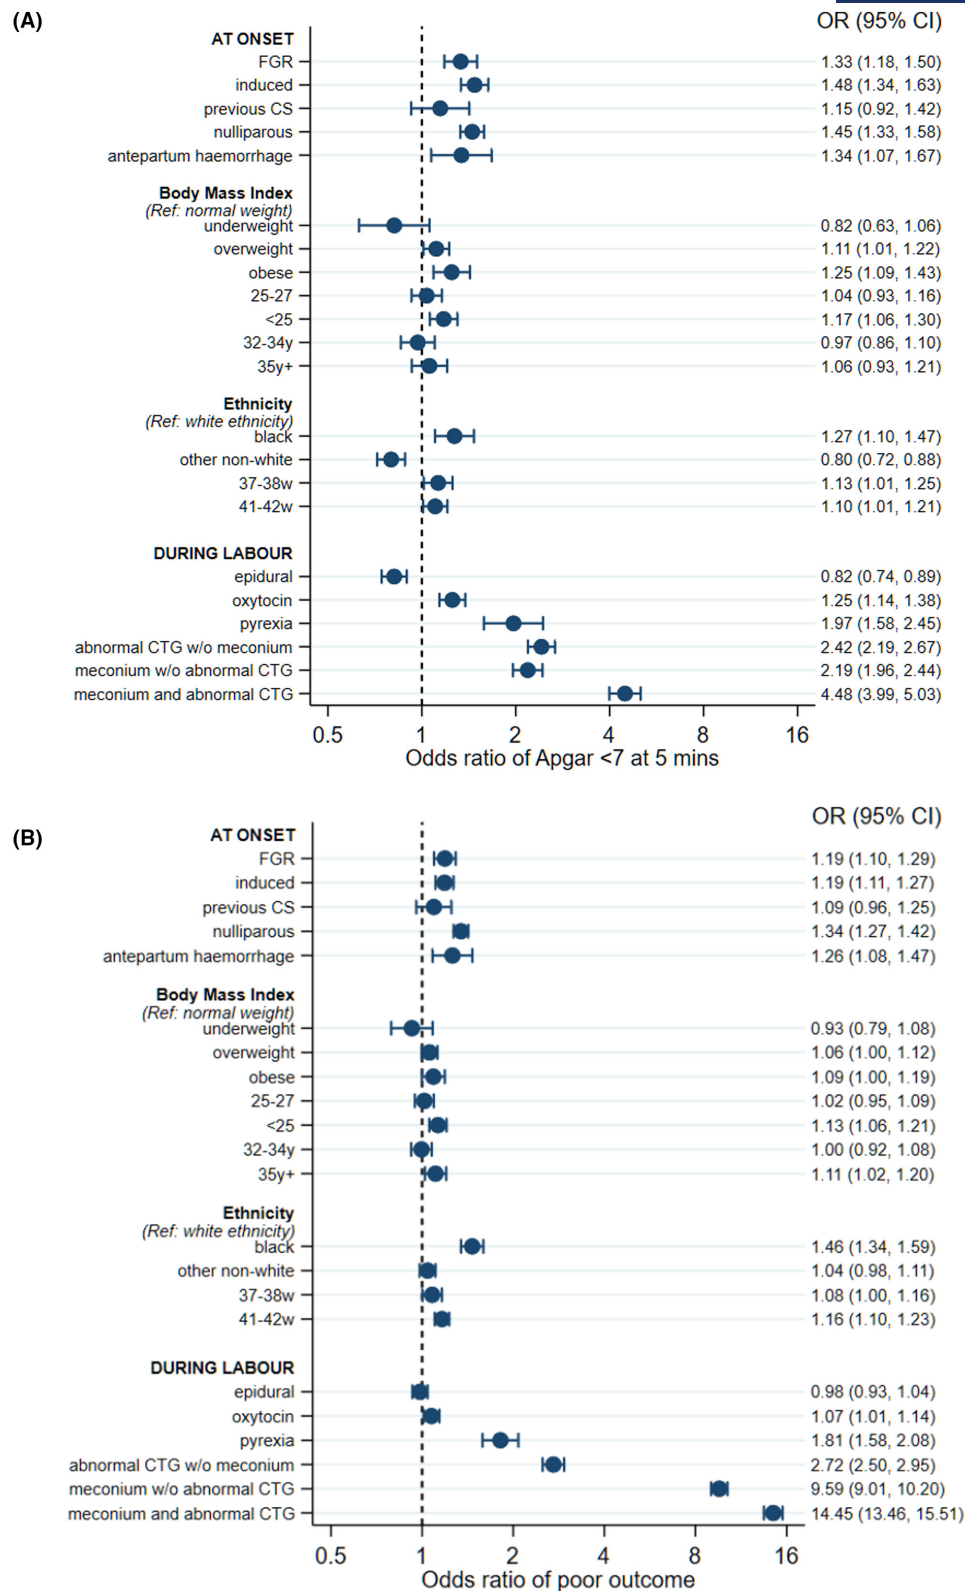 (A)
OR (95% CI)
AT ONSET
FGR 1.33 (1.18, 1.50)
induced 1.48 (1.34, 1.63)
previous CS 1.15 (0.92, 1.42)
nulliparous 1.45 (1.33, 1.58)
antepartum haemorrhage 1.34 (1.07, 1.67)
Body Mass Index
(Ref: normal weight)
underweight 0.82 (0.63, 1.06)
overweight 1.11 (1.01, 1.22)
obese 1.25 (1.09, 1.43)
25-27 1.04 (0.93, 1.16)
<25 1.17 (1.06, 1.30)
32-34y 0.97 (0.86, 1.10)
35y+ 1.06 (0.93, 1.21)
Ethnicity
(Ref: white ethnicity)
black 1.27 (1.10, 1.47)
other non-white 0.80 (0.72, 0.88)
37-38w 1.13 (1.01, 1.25)
41-42w 1.10 (1.01, 1.21)
DURING LABOUR
epidural 0.82 (0.74, 0.89)
oxytocin 1.25 (1.14, 1.38)
pyrexia 1.97 (1.58, 2.45)
abnormal CTG w/o meconium 2.42 (2.19, 2.67)
meconium w/o abnormal CTG 2.19 (1.96, 2.44)
meconium and abnormal CTG 4.48 (3.99, 5.03)
0.5 1 2 4 8 16
Odds ratio of Apgar <7 at 5 mins
(B)
OR (95% CI)
AT ONSET
FGR 1.19 (1.10, 1.29)
induced 1.19 (1.11, 1.27)
previous CS 1.09 (0.96, 1.25)
nulliparous 1.34 (1.27, 1.42)
antepartum haemorrhage 1.26 (1.08, 1.47)
Body Mass Index
(Ref: normal weight)
underweight 0.93 (0.79, 1.08)
overweight 1.06 (1.00, 1.12)
obese 1.09 (1.00, 1.19)
25-27 1.02 (0.95, 1.09)
<25 1.13 (1.06, 1.21)
32-34y 1.00 (0.92, 1.08)
35y+ 1.11 (1.02, 1.20)
Ethnicity
(Ref: white ethnicity)
black 1.46 (1.34, 1.59)
other non-white 1.04 (0.98, 1.11)
37-38w 1.08 (1.00, 1.16)
41-42w 1.16 (1.10, 1.23)
DURING LABOUR
epidural 0.98 (0.93, 1.04)
oxytocin 1.07 (1.01, 1.14)
pyrexia 1.81 (1.58, 2.08)
abnormal CTG w/o meconium 2.72 (2.50, 2.95)
meconium w/o abnormal CTG 9.59 (9.01, 10.20)
meconium and abnormal CTG 14.45 (13.46, 15.51)
0.5 1 2 4 8 16
Odds ratio of poor outcome